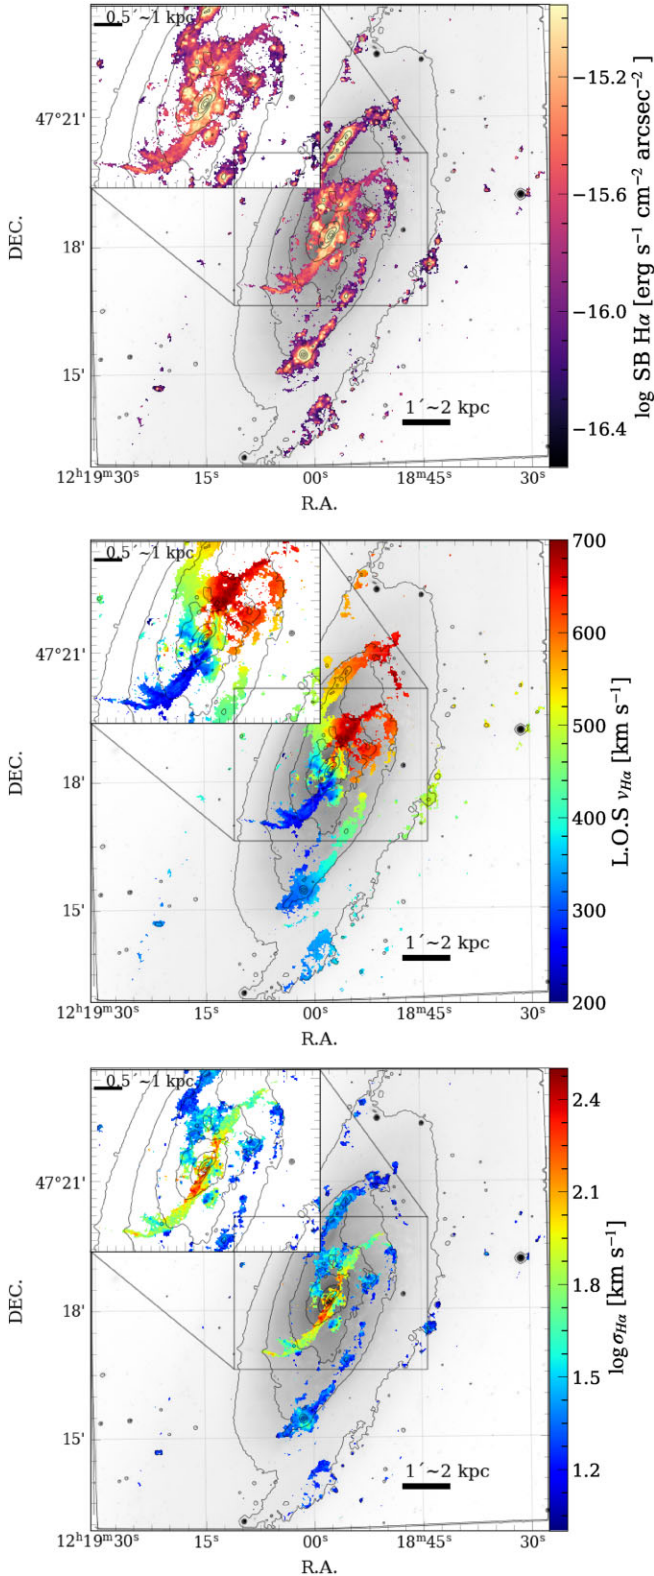 0.5´~1 kpc
47°21'
18'
15'
DEC.
1´~2 kpc
12ʰ19ᵐ30ˢ 15ˢ 00ˢ 18ᵐ45ˢ 30ˢ
R.A.
−15.2
−15.6
−16.0
−16.4
log SB Hα [erg s⁻¹ cm⁻² arcsec⁻²]
0.5´~1 kpc
47°21'
18'
15'
DEC.
1´~2 kpc
12ʰ19ᵐ30ˢ 15ˢ 00ˢ 18ᵐ45ˢ 30ˢ
R.A.
700
600
500
400
300
200
L.O.S νHα [km s⁻¹]
0.5´~1 kpc
47°21'
18'
15'
DEC.
1´~2 kpc
12ʰ19ᵐ30ˢ 15ˢ 00ˢ 18ᵐ45ˢ 30ˢ
R.A.
2.4
2.1
1.8
1.5
1.2
logσHα [km s⁻¹]